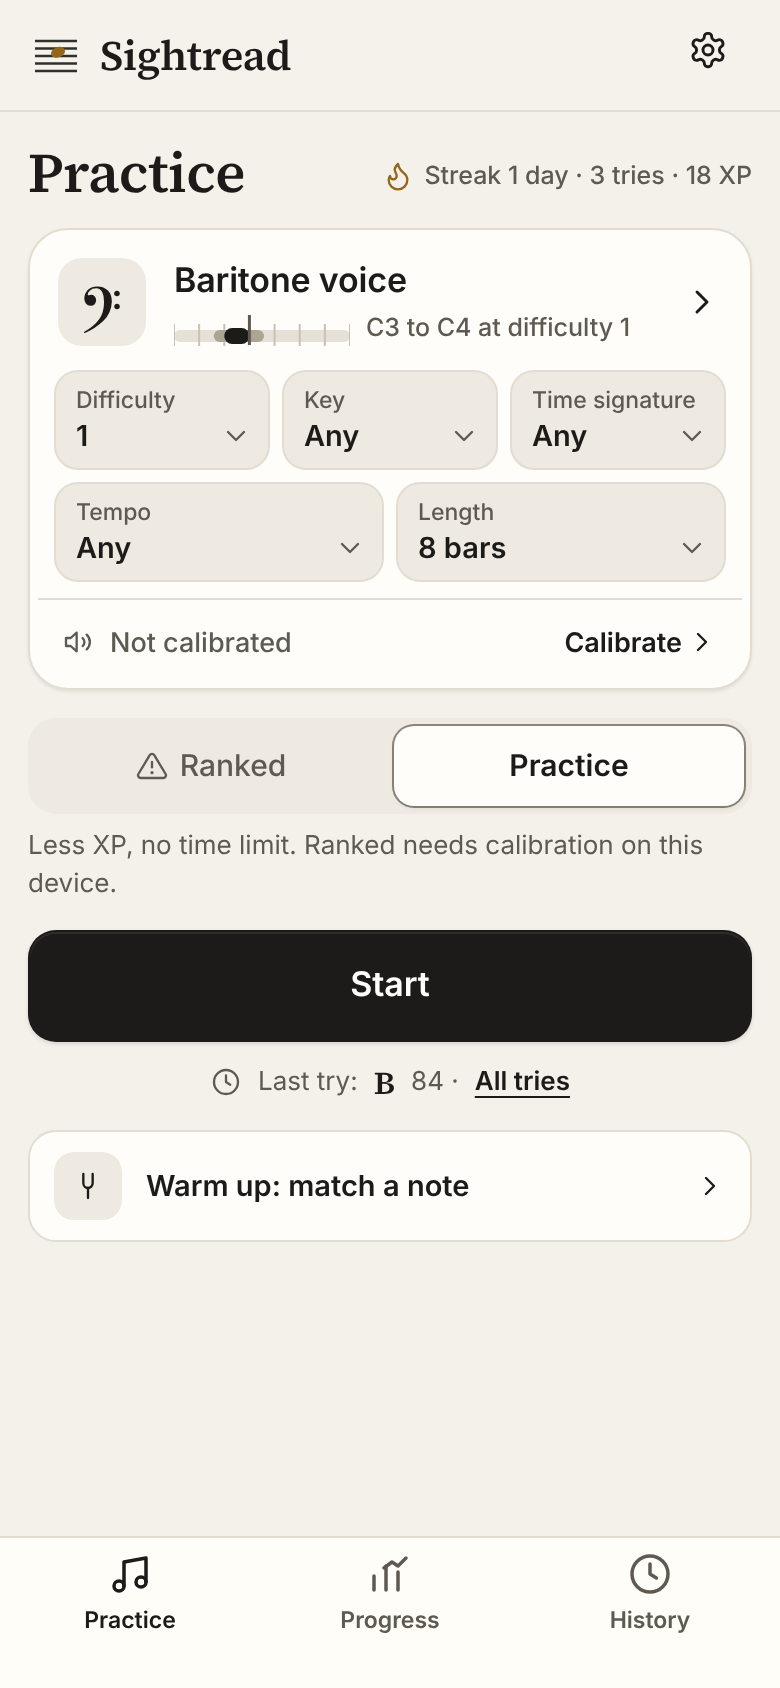 Sightread
Practice
Streak 1 day · 3 tries · 18 XP
Baritone voice
C3 to C4 at difficulty 1
Difficulty
1
Key
Any
Time signature
Any
Tempo
Any
Length
8 bars
Not calibrated
Calibrate
Ranked
Practice
Less XP, no time limit. Ranked needs calibration on this
device.
Start
Last try: B 84 · All tries
Warm up: match a note
Practice
Progress
History